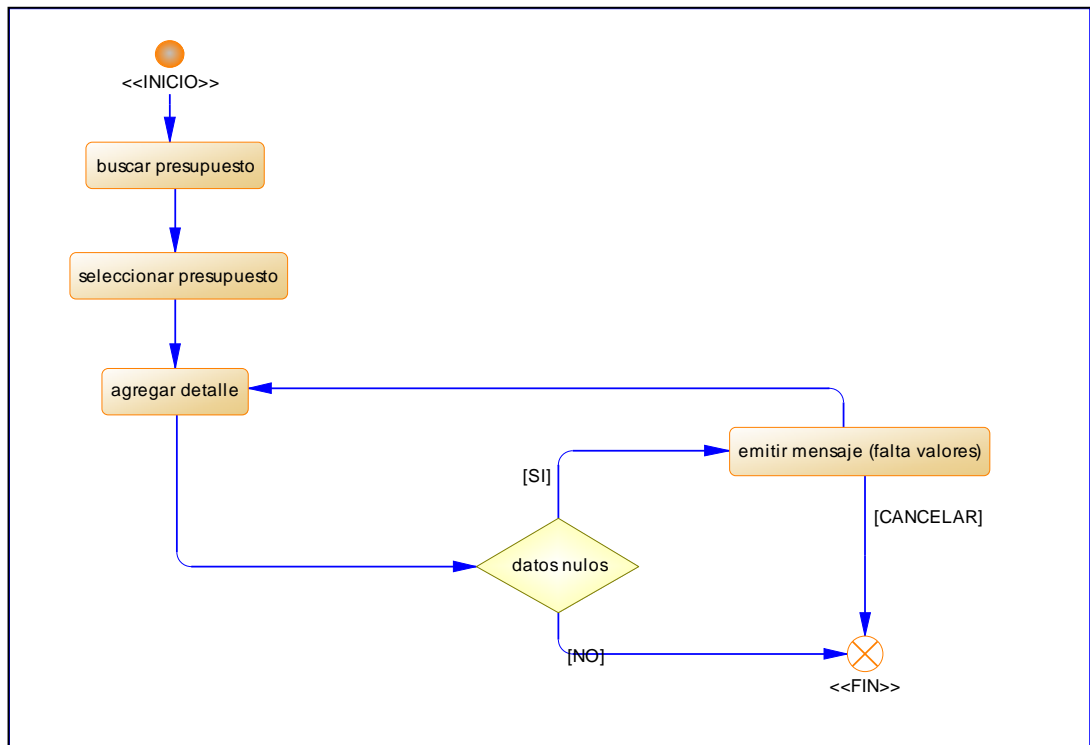 <<INICIO>>
buscar presupuesto
seleccionar presupuesto
agregar detalle
emitir mensaje (falta valores)
[SI]
[CANCELAR]
datos nulos
[NO]
<<FIN>>